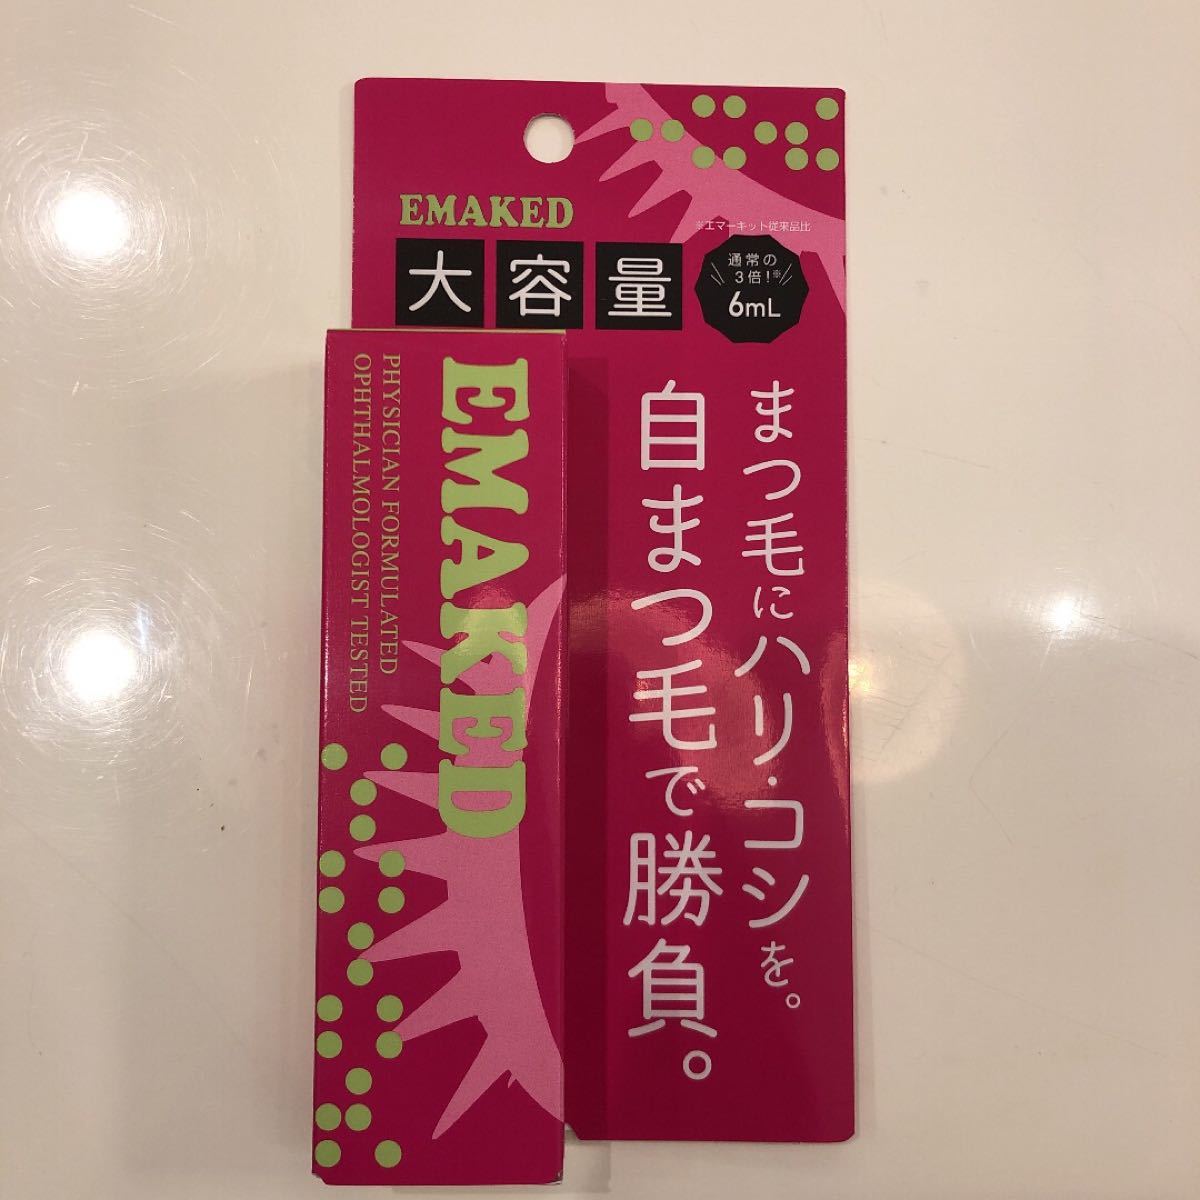 EMAKED
※エマーキット従来品比
大容量
通常の
3倍!※
6mL
まつ毛にハリ・コシを。
自まつ毛で勝負。
EMAKED
PHYSICIAN FORMULATED
OPHTHALMOLOGIST TESTED